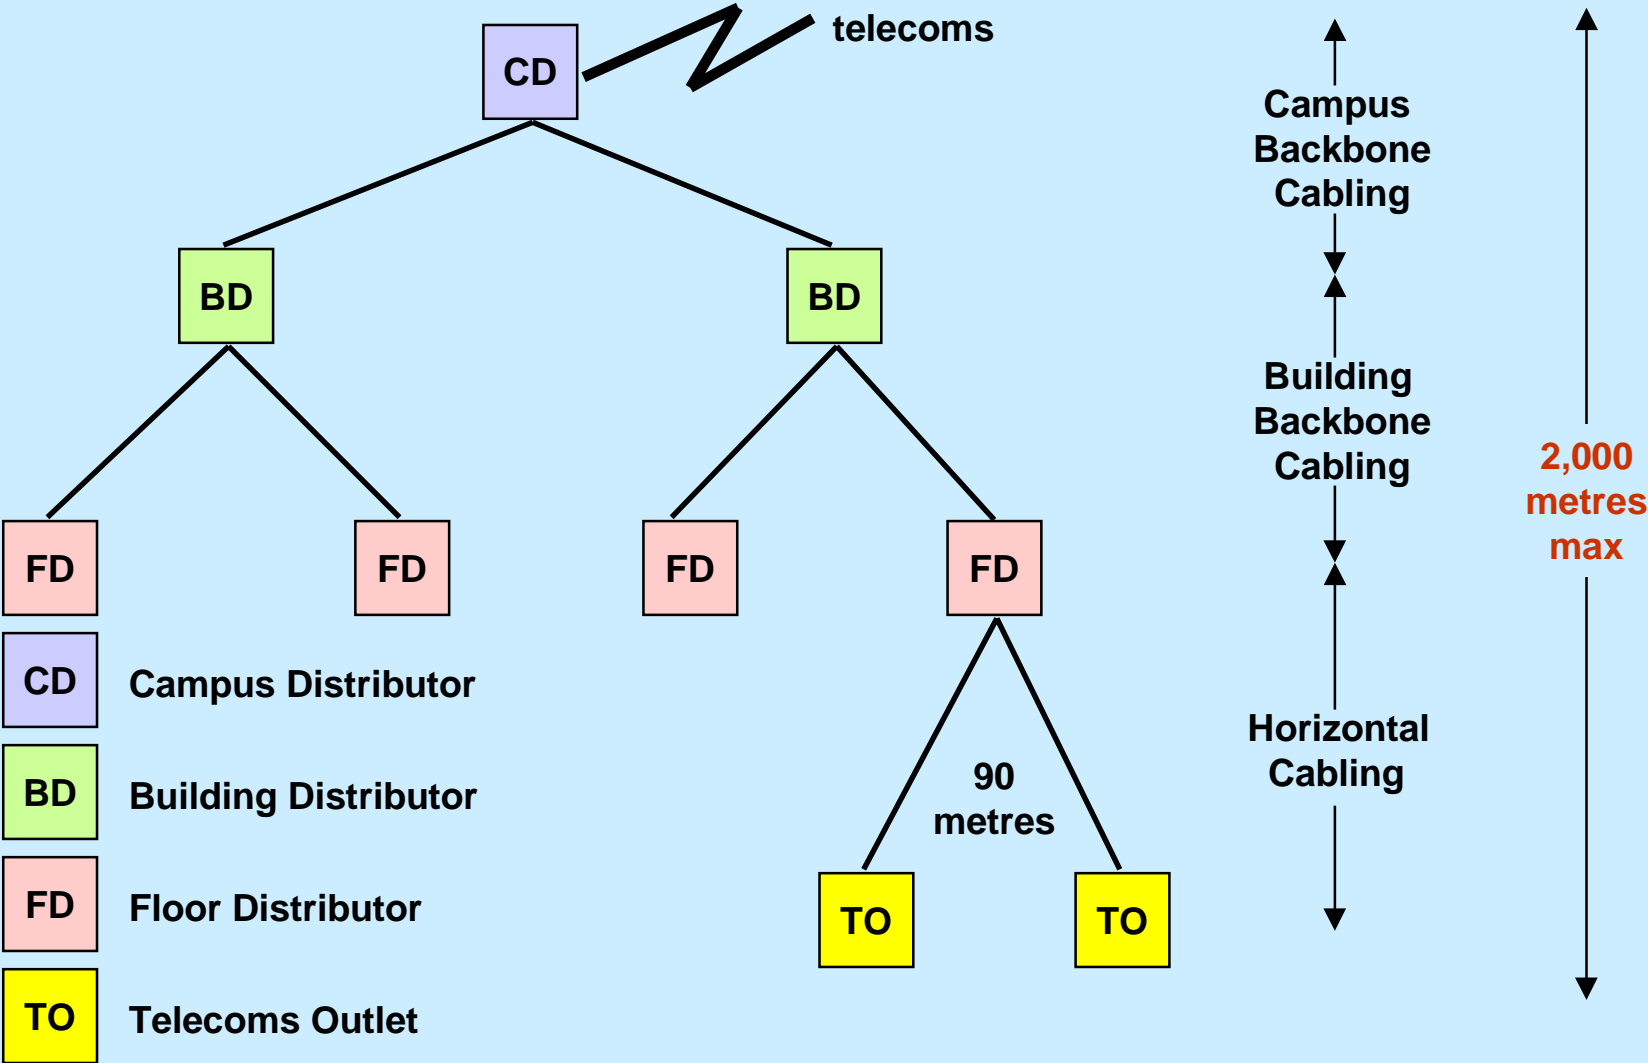 telecoms
CD
Campus
Backbone
Cabling
BD
BD
Building
Backbone
Cabling
2,000
metres
max
FD
FD
FD
FD
CD
Campus Distributor
Horizontal
Cabling
90
metres
BD
Building Distributor
FD
Floor Distributor
TO
TO
TO
Telecoms Outlet